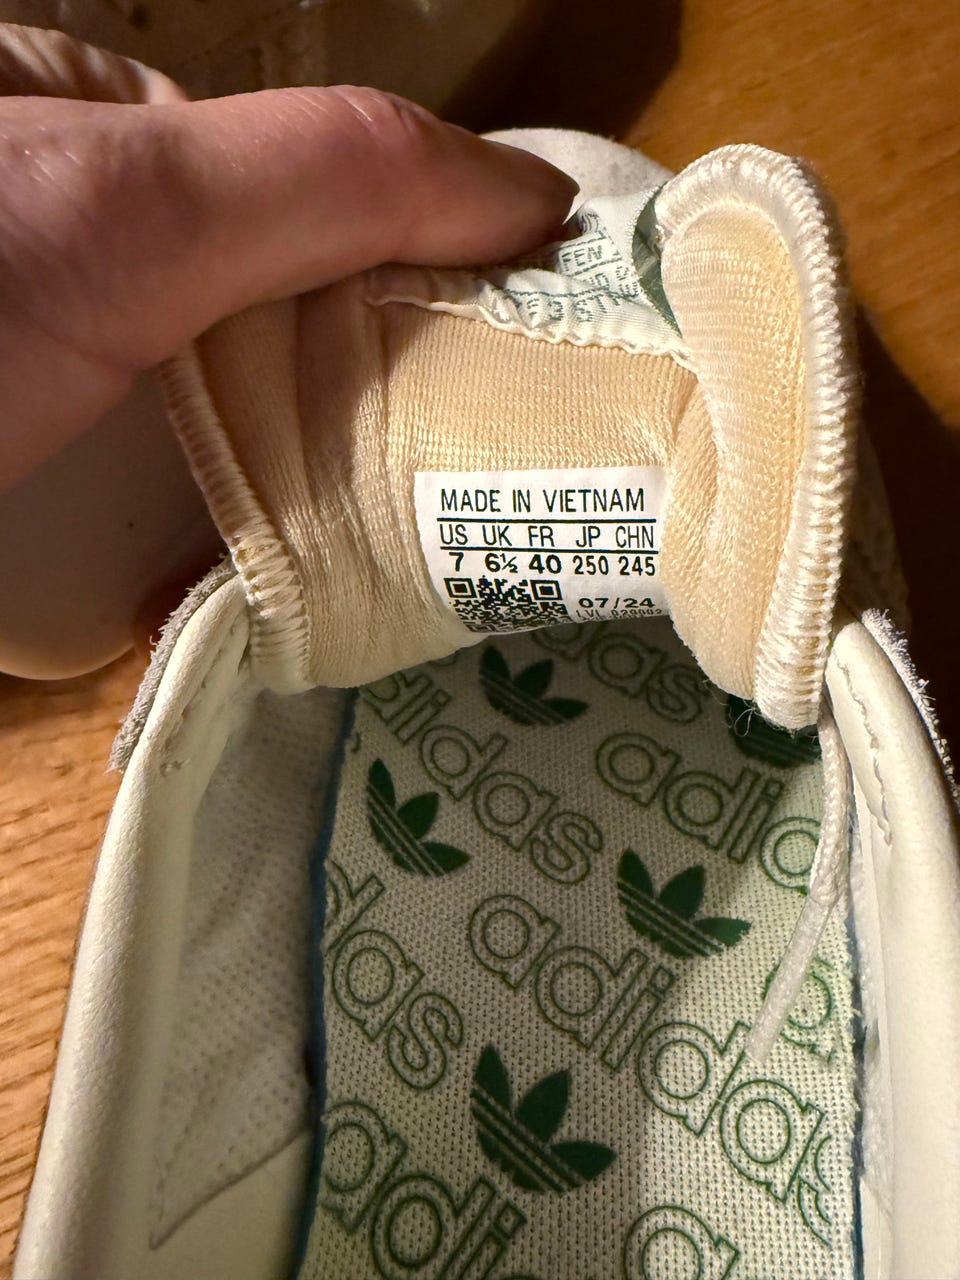 MADE IN VIETNAM
US UK FR JP CHN
7 6½ 40 250 245
07/24
adidas
adidas
adidas
adidas
adidas